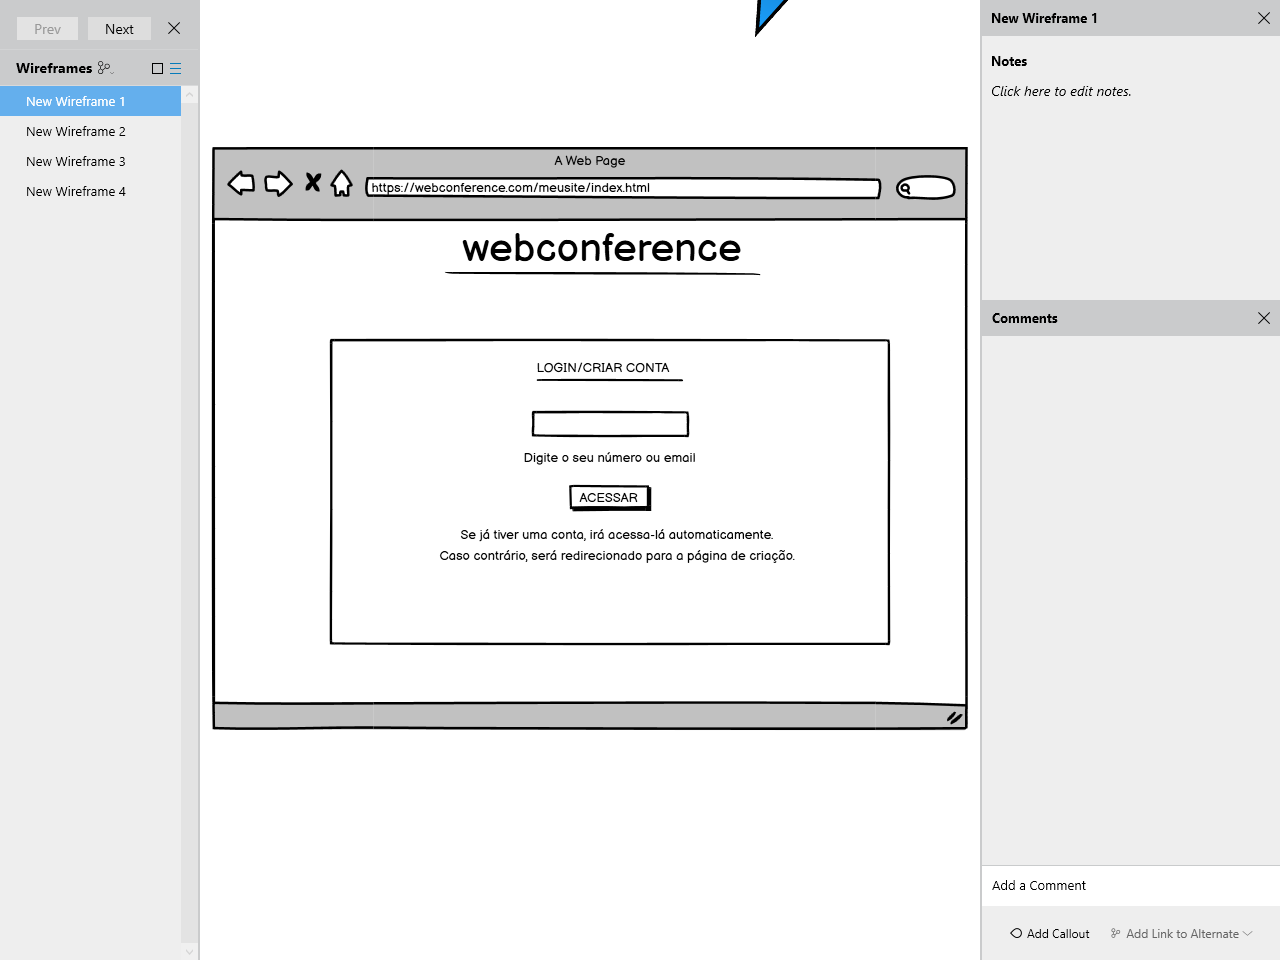 Prev
Next
Wireframes
New Wireframe 1
New Wireframe 2
New Wireframe 3
New Wireframe 4
A Web Page
https://webconference.com/meusite/index.html
webconference
LOGIN/CRIAR CONTA
Digite o seu número ou email
ACESSAR
Se já tiver uma conta, irá acessa-lá automaticamente.
Caso contrário, será redirecionado para a página de criação.
New Wireframe 1
Notes
Click here to edit notes.
Comments
Add a Comment
Add Callout
Add Link to Alternate